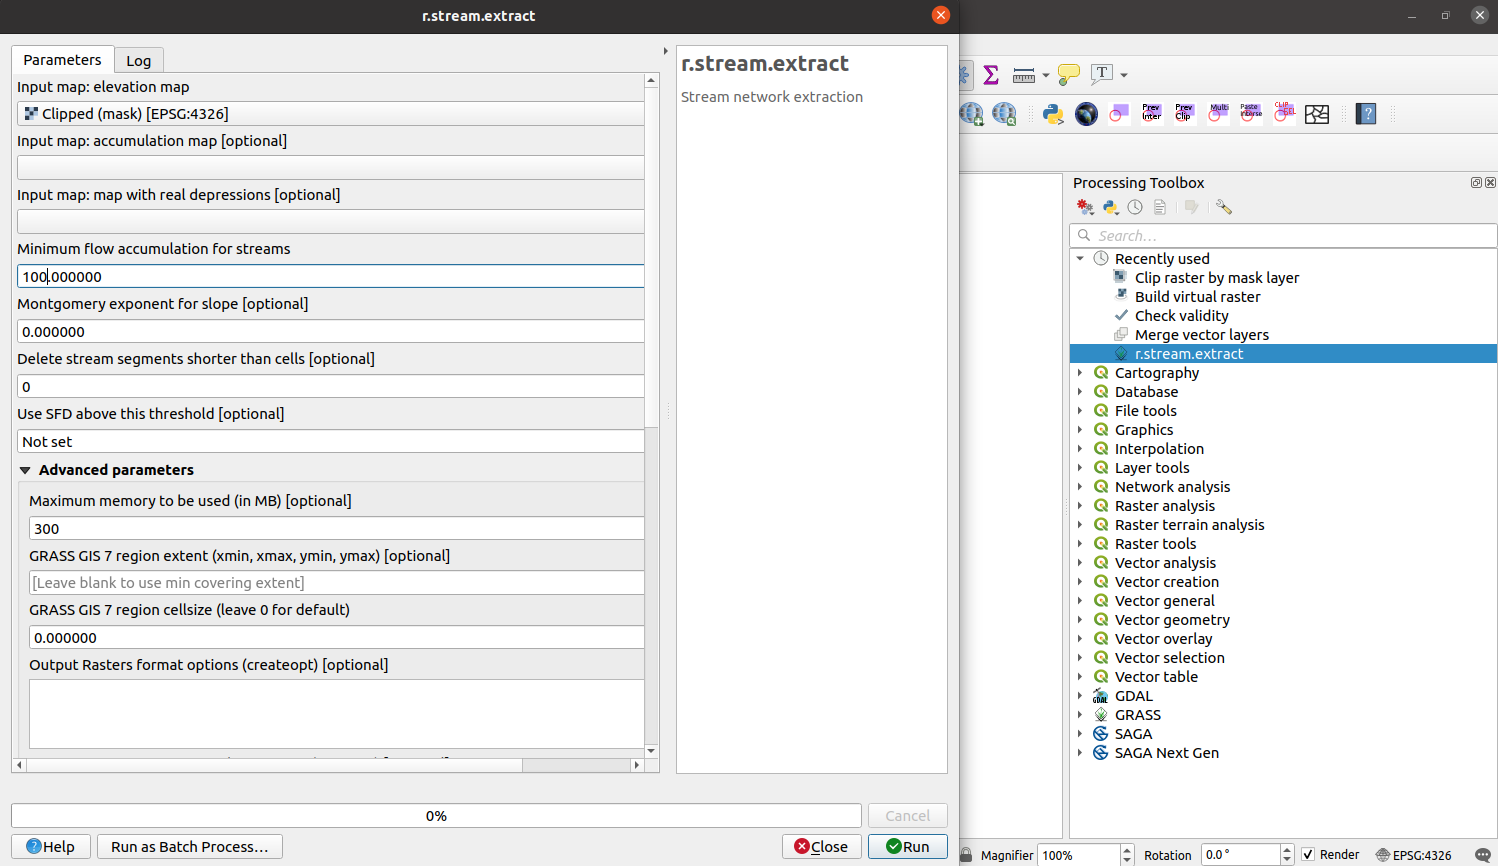 r.stream.extract
Parameters
Log
Input map: elevation map
Clipped (mask) [EPSG:4326]
Input map: accumulation map [optional]
Input map: map with real depressions [optional]
Minimum flow accumulation for streams
100.000000
Montgomery exponent for slope [optional]
0.000000
Delete stream segments shorter than cells [optional]
0
Use SFD above this threshold [optional]
Not set
Advanced parameters
Maximum memory to be used (in MB) [optional]
300
GRASS GIS 7 region extent (xmin, xmax, ymin, ymax) [optional]
[Leave blank to use min covering extent]
GRASS GIS 7 region cellsize (leave 0 for default)
0.000000
Output Rasters format options (createopt) [optional]
0%
Cancel
Help
Run as Batch Process…
Close
Run
r.stream.extract
Stream network extraction
Prev Inter
Prev Clip
Multi
Paste Interse
Processing Toolbox
Search…
Recently used
Clip raster by mask layer
Build virtual raster
Check validity
Merge vector layers
r.stream.extract
Cartography
Database
File tools
Graphics
Interpolation
Layer tools
Network analysis
Raster analysis
Raster terrain analysis
Raster tools
Vector analysis
Vector creation
Vector general
Vector geometry
Vector overlay
Vector selection
Vector table
GDAL
GRASS
SAGA
SAGA Next Gen
Magnifier 100%
Rotation 0.0 °
Render
EPSG:4326